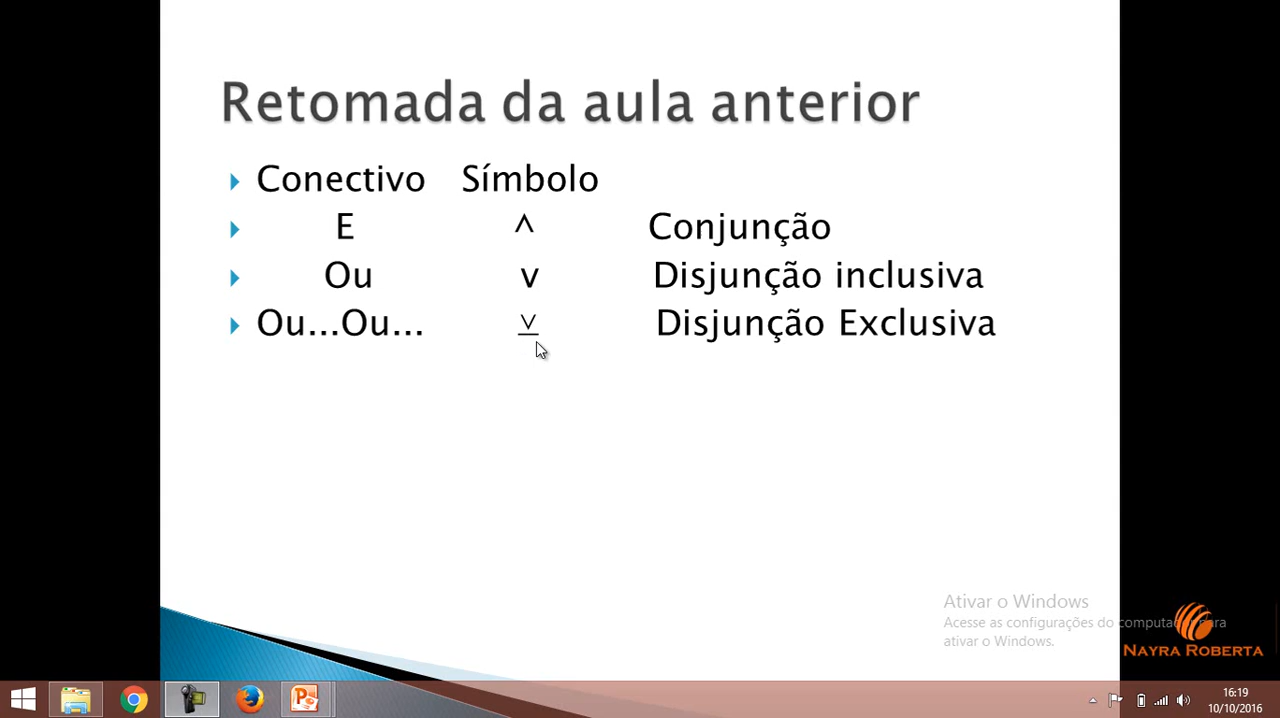 Retomada da aula anterior
Conectivo Símbolo
E ^ Conjunção
Ou v Disjunção inclusiva
Ou...Ou... v Disjunção Exclusiva
Ativar o Windows
Acesse as configurações do computador para
ativar o Windows.
NAYRA ROBERTA
16:19
10/10/2016